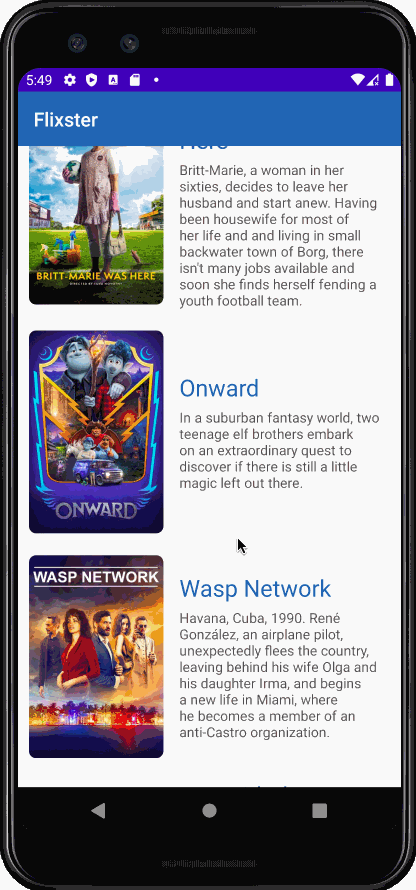 5:49
Flixster
Here
Britt-Marie, a woman in her
sixties, decides to leave her
husband and start anew. Having
been housewife for most of
her life and and living in small
backwater town of Borg, there
isn't many jobs available and
soon she finds herself fending a
youth football team.
BRITT-MARIE WAS HERE
Onward
In a suburban fantasy world, two
teenage elf brothers embark
on an extraordinary quest to
discover if there is still a little
magic left out there.
ONWARD
WASP NETWORK
Wasp Network
Havana, Cuba, 1990. René
González, an airplane pilot,
unexpectedly flees the country,
leaving behind his wife Olga and
his daughter Irma, and begins
a new life in Miami, where
he becomes a member of an
anti-Castro organization.